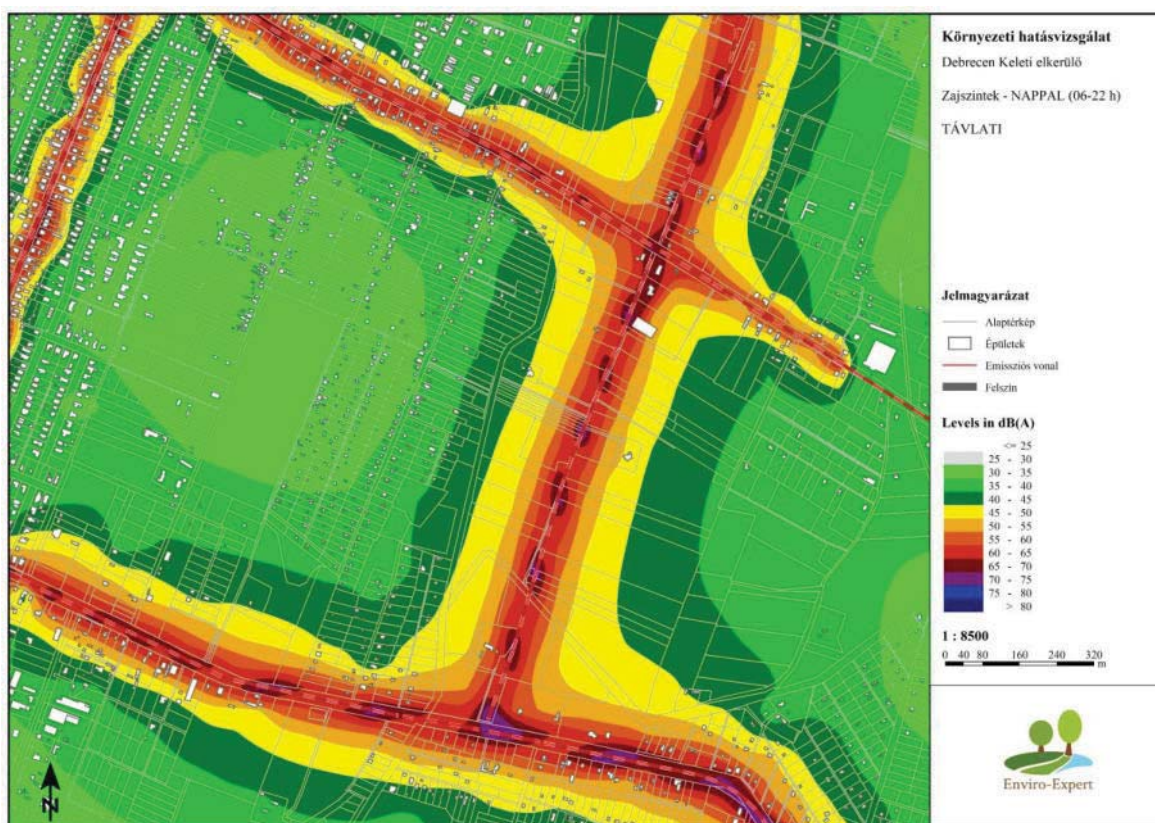 Környezeti hatásvizsgálat
Debrecen Keleti elkerülő
Zajszintek - NAPPAL (06-22 h)
TÁVLATI
Jelmagyarázat
Alaptérkép
Épületek
Emissziós vonal
Felszín
Levels in dB(A)
<= 25
25 - 30
30 - 35
35 - 40
40 - 45
45 - 50
50 - 55
55 - 60
60 - 65
65 - 70
70 - 75
75 - 80
> 80
1 : 8500
0 40 80 160 240 320
m
Enviro-Expert
N